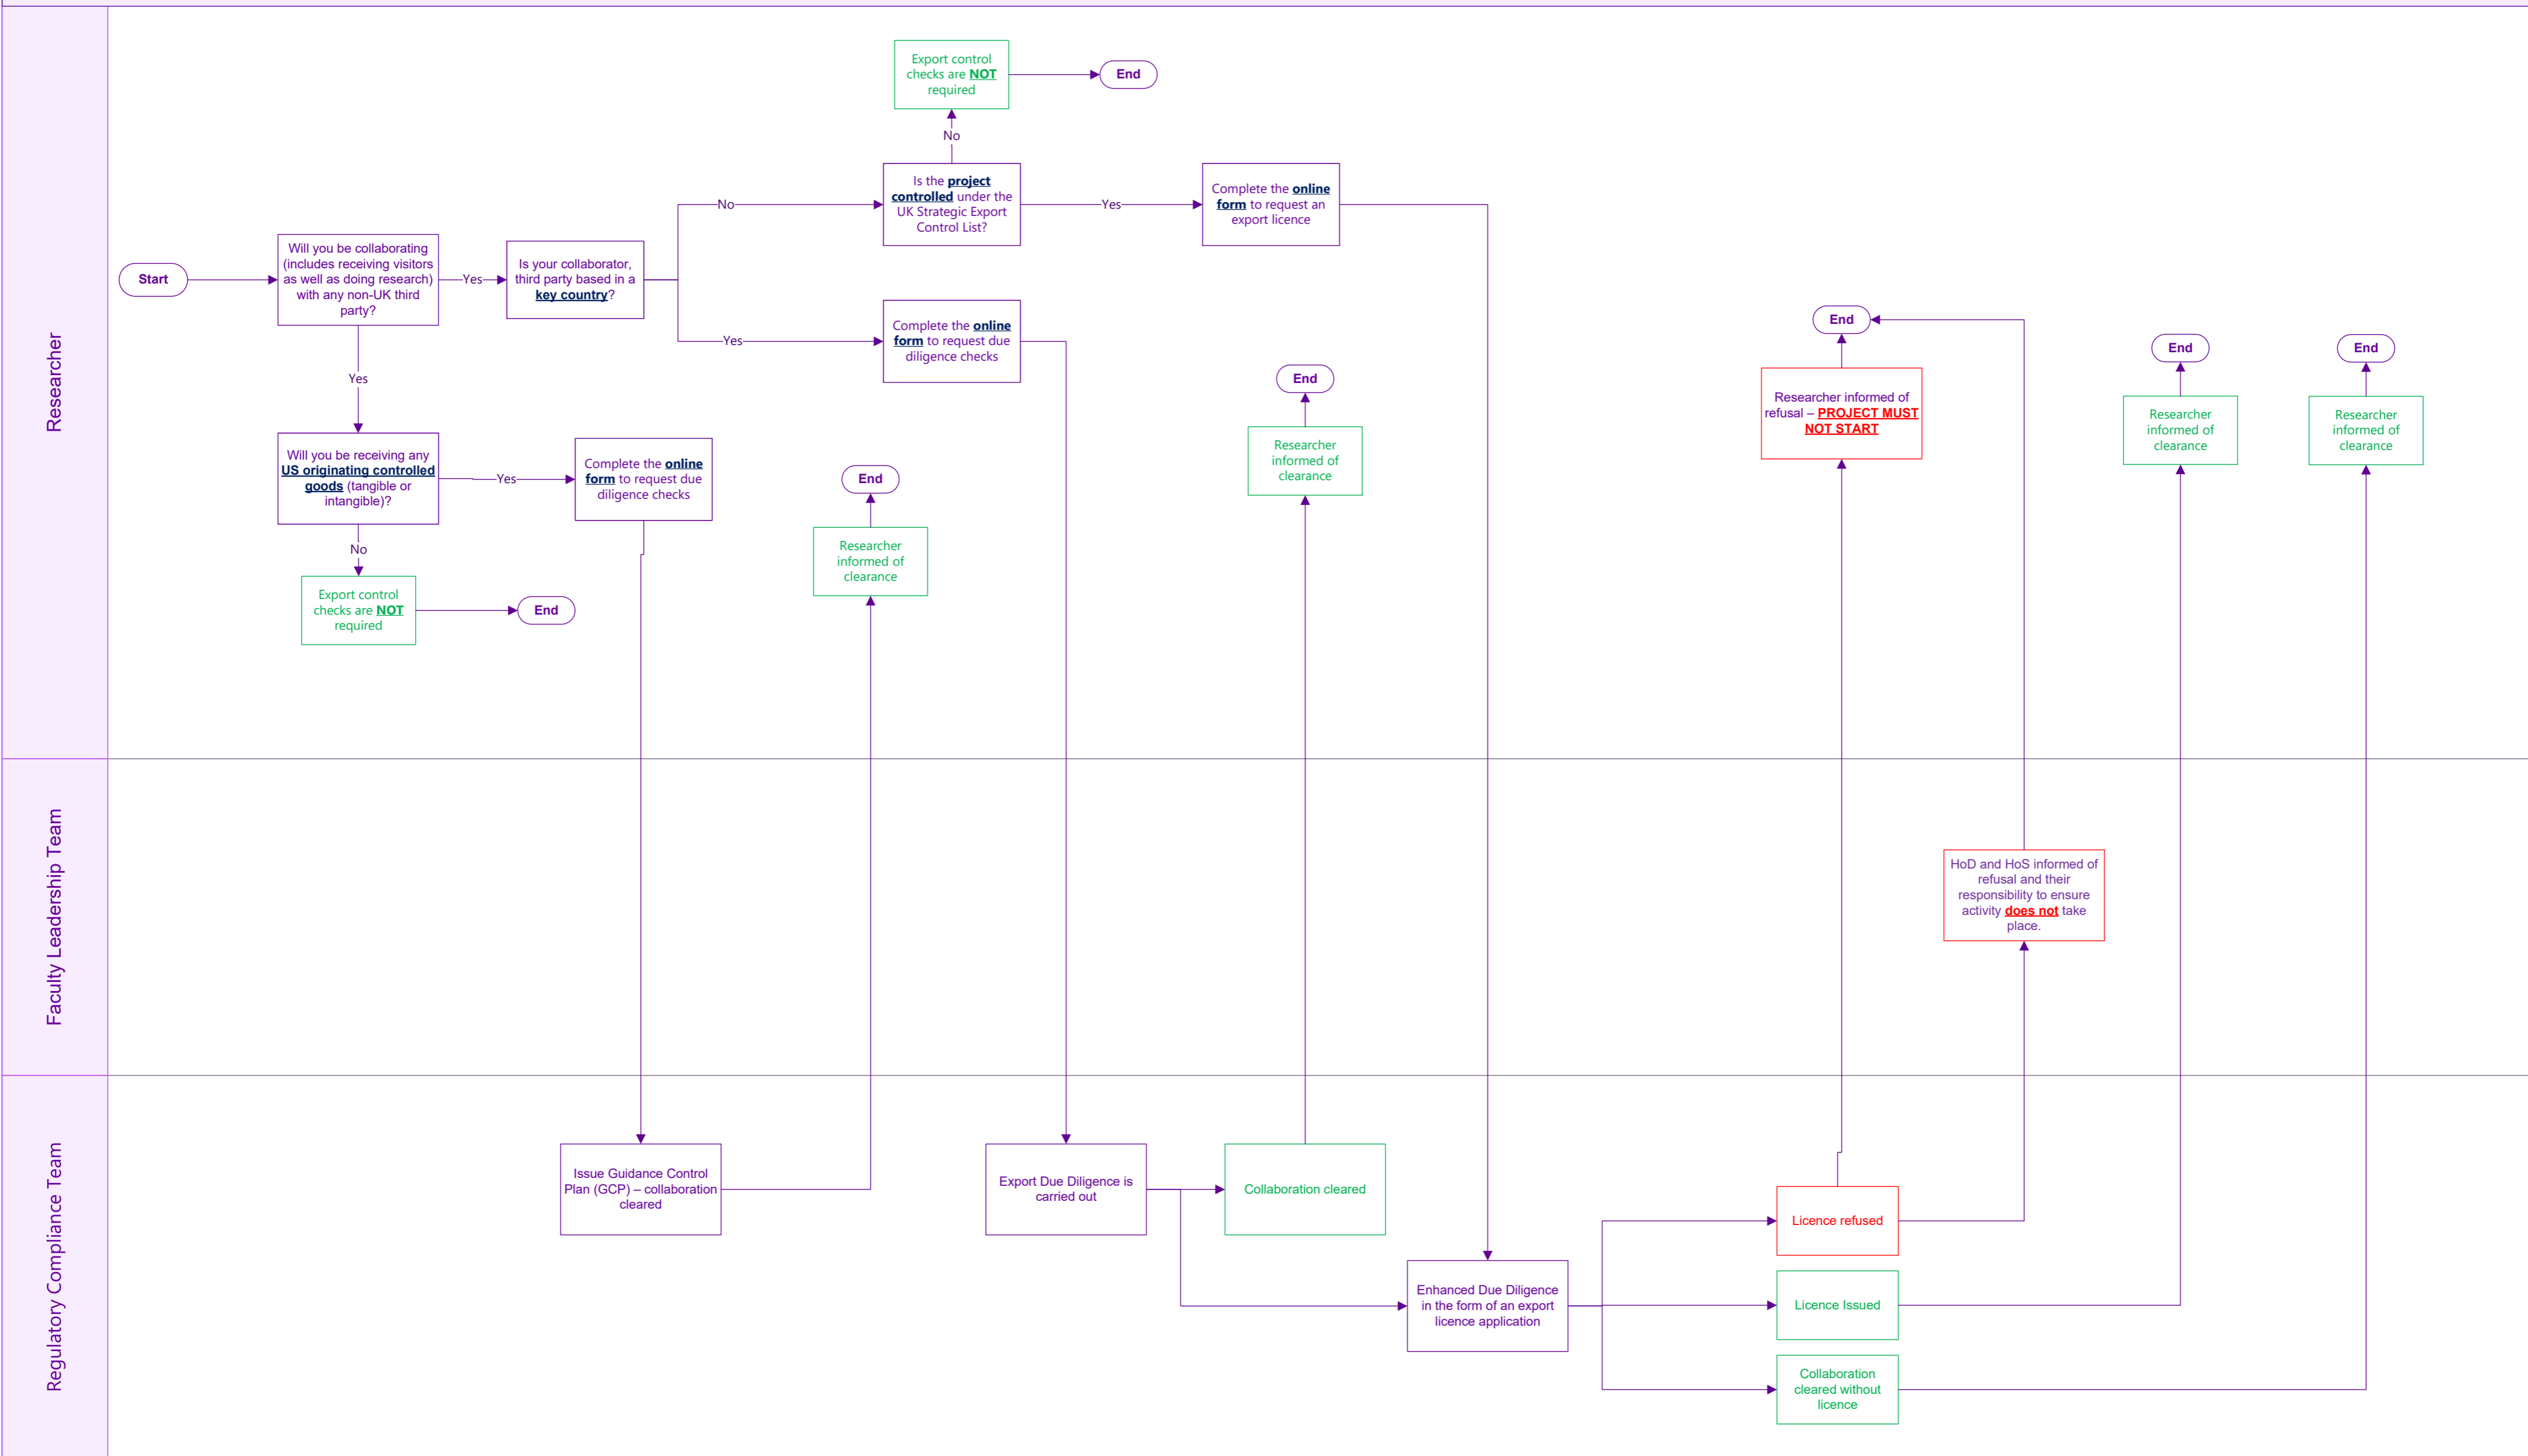 Researcher
Export control
checks are NOT
required
End
No
Is the project
controlled under the
UK Strategic Export
Control List?
No
Yes
Complete the online
form to request an
export licence
Start
Will you be collaborating
(includes receiving visitors
as well as doing research)
with any non-UK third
party?
Yes
Is your collaborator,
third party based in a
key country?
Yes
Complete the online
form to request due
diligence checks
Yes
Will you be receiving any
US originating controlled
goods (tangible or
intangible)?
Yes
Complete the online
form to request due
diligence checks
No
Export control
checks are NOT
required
End
End
Researcher
informed of
clearance
End
Researcher
informed of
clearance
End
Researcher informed of
refusal – PROJECT MUST
NOT START
End
Researcher
informed of
clearance
End
Researcher
informed of
clearance
Faculty Leadership Team
HoD and HoS informed of
refusal and their
responsibility to ensure
activity does not take
place.
Regulatory Compliance Team
Issue Guidance Control
Plan (GCP) – collaboration
cleared
Export Due Diligence is
carried out
Collaboration cleared
Enhanced Due Diligence
in the form of an export
licence application
Licence refused
Licence Issued
Collaboration
cleared without
licence